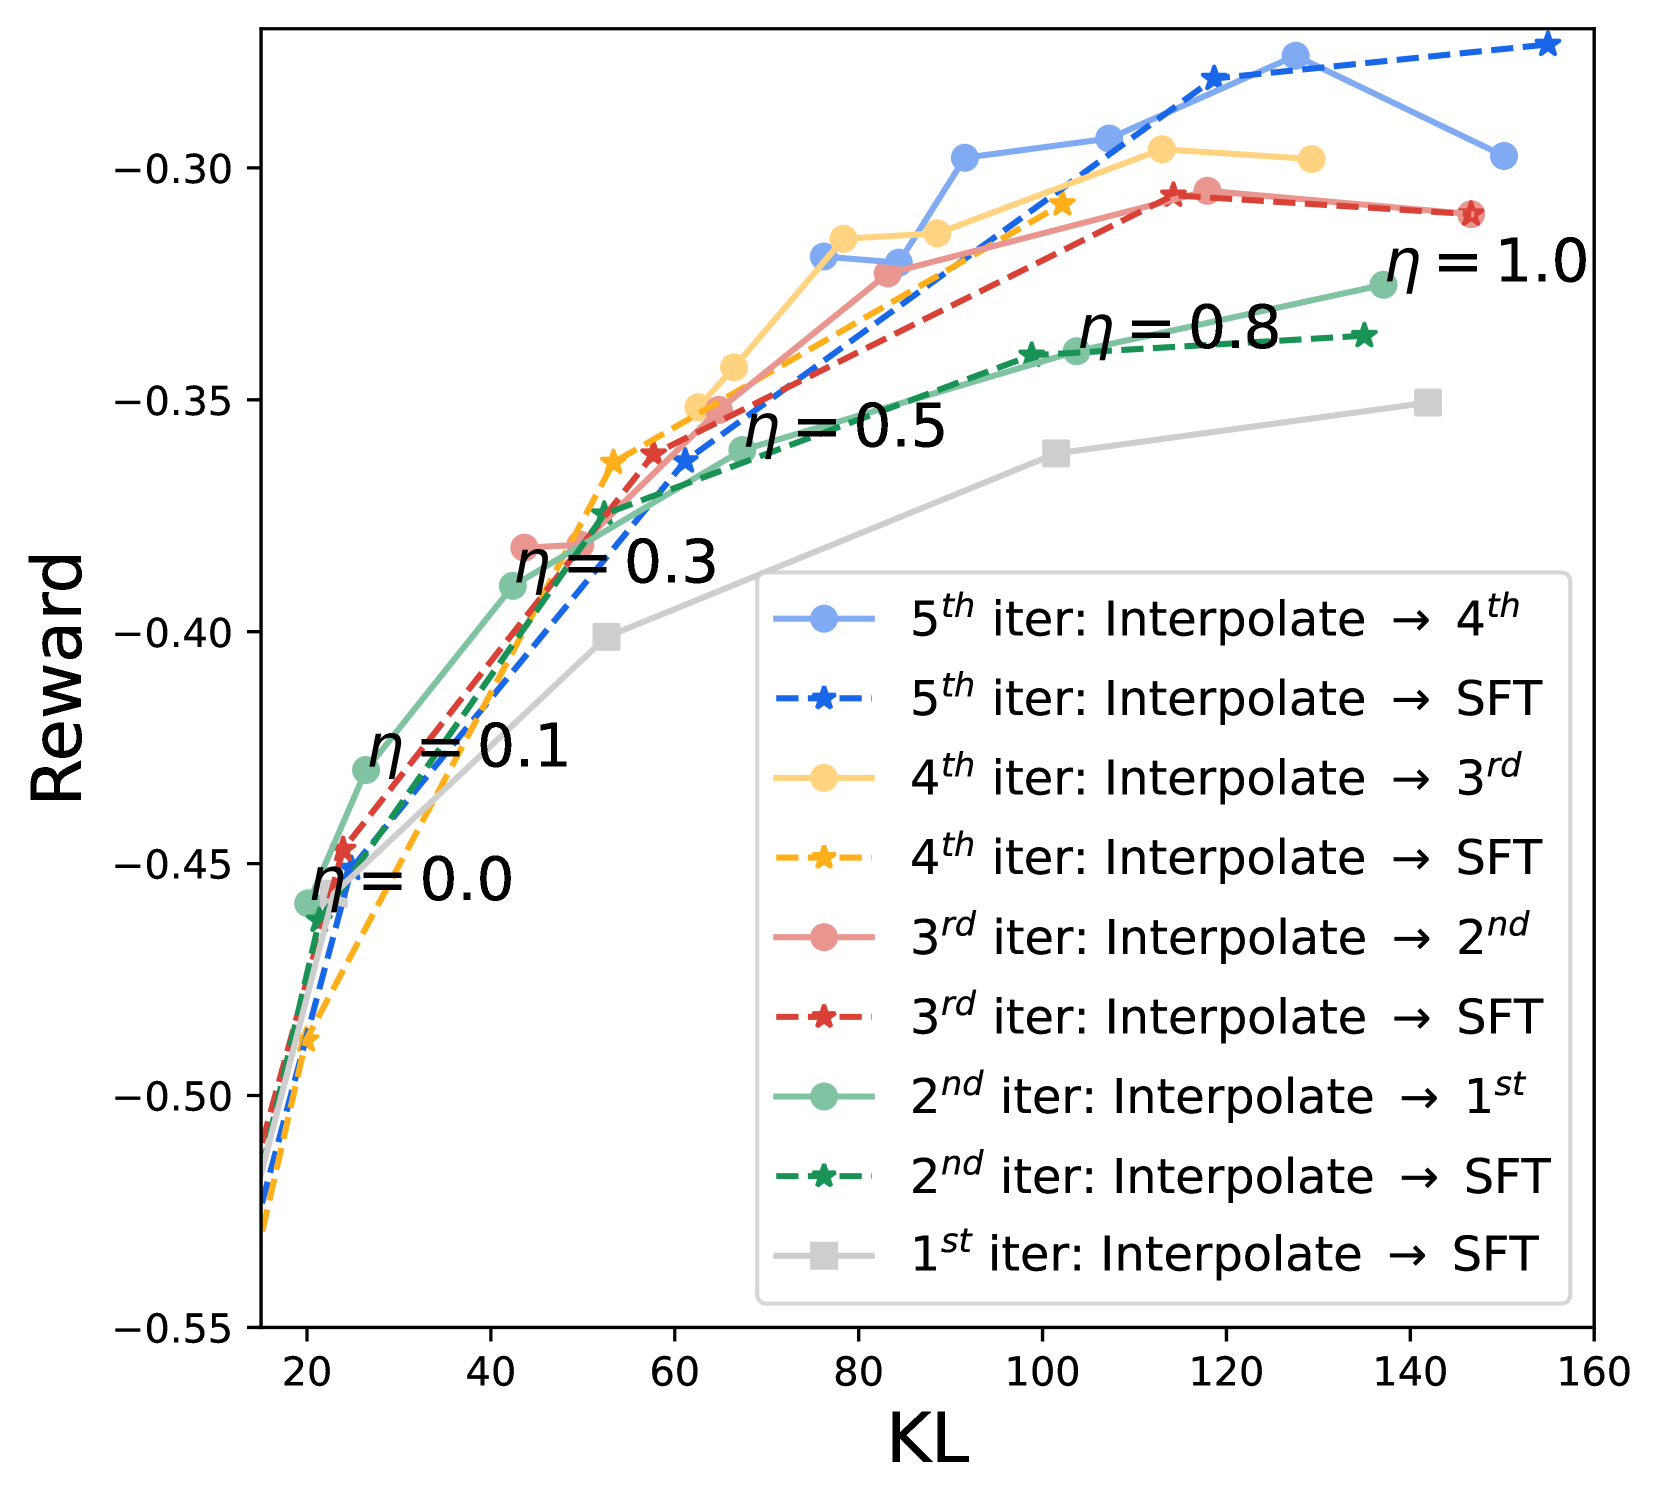 Reward
−0.30
−0.35
−0.40
−0.45
−0.50
−0.55
η = 1.0
η = 0.8
η = 0.5
η = 0.3
η = 0.1
η = 0.0
5th iter: Interpolate → 4th
5th iter: Interpolate → SFT
4th iter: Interpolate → 3rd
4th iter: Interpolate → SFT
3rd iter: Interpolate → 2nd
3rd iter: Interpolate → SFT
2nd iter: Interpolate → 1st
2nd iter: Interpolate → SFT
1st iter: Interpolate → SFT
20 40 60 80 100 120 140 160
KL